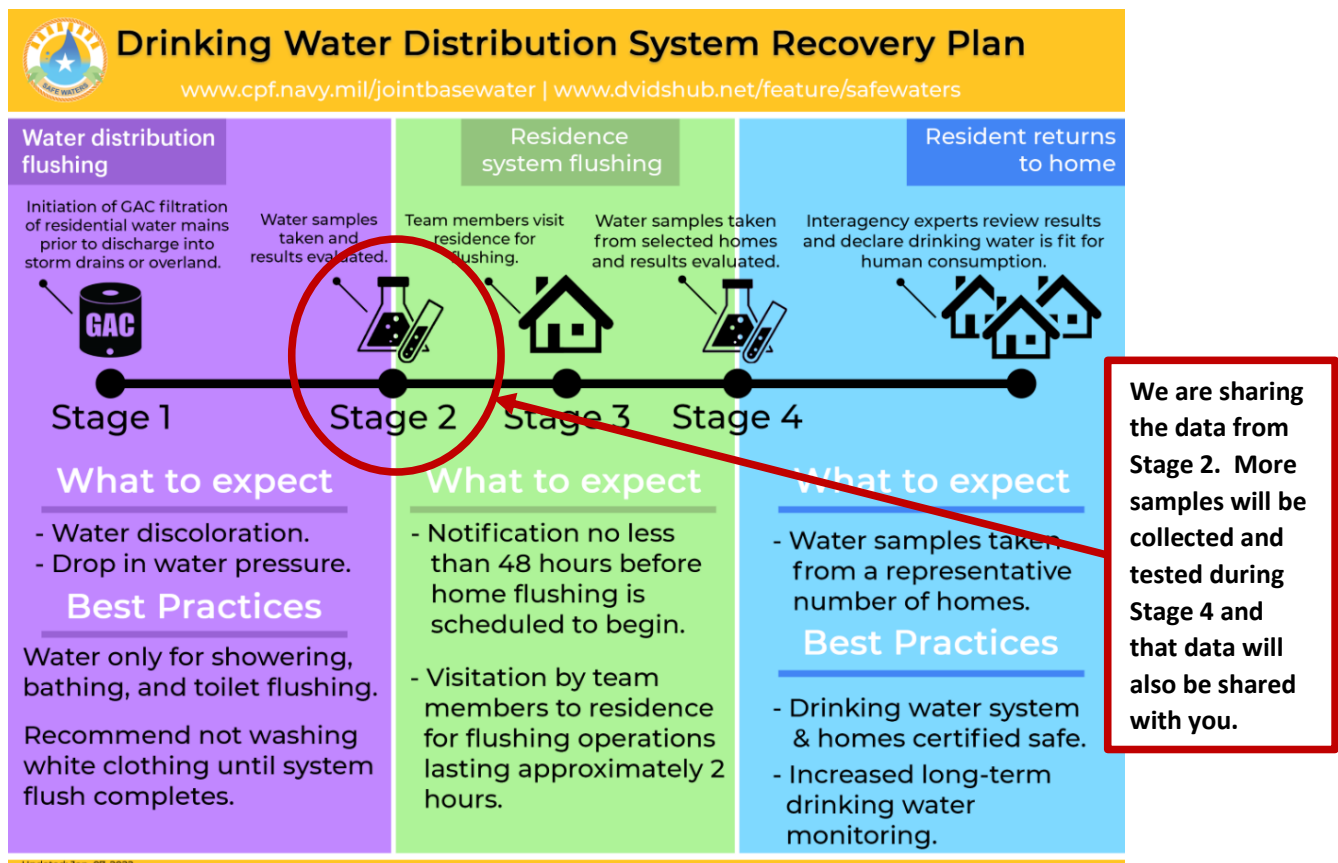 Drinking Water Distribution System Recovery Plan
SAFE WATERS
www.cpf.navy.mil/jointbasewater | www.dvidshub.net/feature/safewaters
Water distribution
flushing
Initiation of GAC filtration
of residential water mains
prior to discharge into
storm drains or overland.
Water samples
taken and
results evaluated.
GAC
Stage 1
Stage 2
What to expect
- Water discoloration.
- Drop in water pressure.
Best Practices
Water only for showering,
bathing, and toilet flushing.
Recommend not washing
white clothing until system
flush completes.
Residence
system flushing
Team members visit
residence for
flushing.
Water samples taken
from selected homes
and results evaluated.
Stage 3
Stage 4
What to expect
- Notification no less
than 48 hours before
home flushing is
scheduled to begin.
- Visitation by team
members to residence
for flushing operations
lasting approximately 2
hours.
Resident returns
to home
Interagency experts review results
and declare drinking water is fit for
human consumption.
What to expect
- Water samples taken
from a representative
number of homes.
Best Practices
- Drinking water system
& homes certified safe.
- Increased long-term
drinking water
monitoring.
We are sharing
the data from
Stage 2. More
samples will be
collected and
tested during
Stage 4 and
that data will
also be shared
with you.